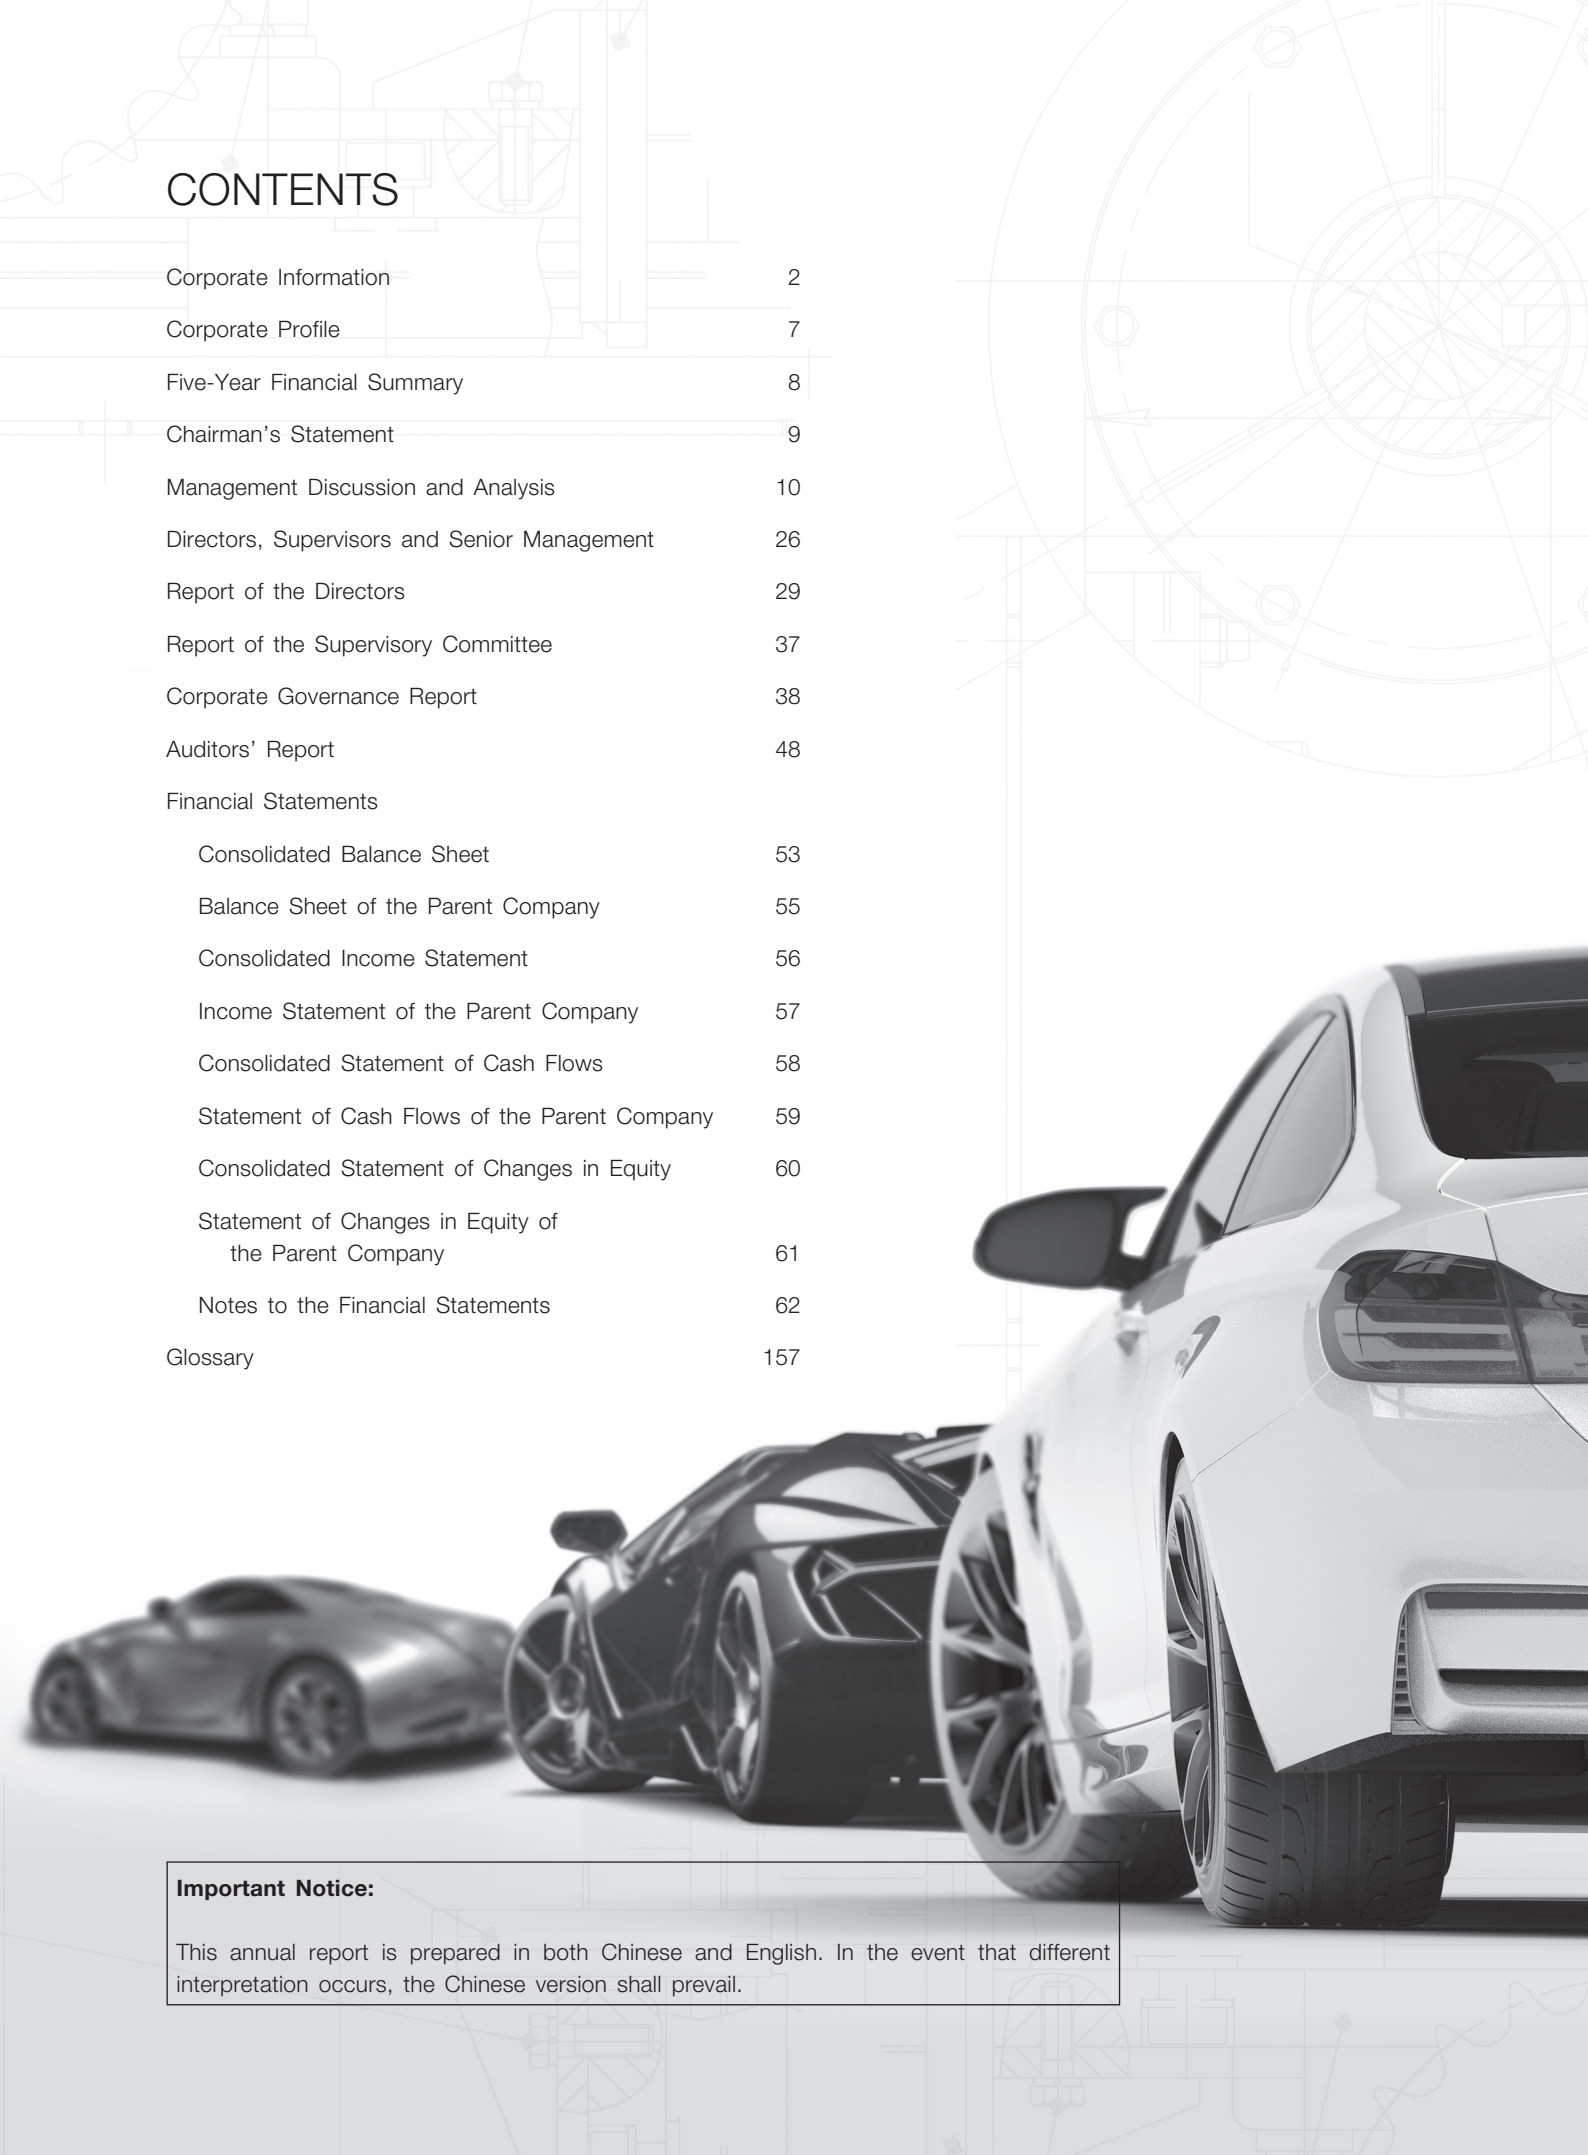 CONTENTS
Corporate Information 2
Corporate Profile 7
Five-Year Financial Summary 8
Chairman's Statement 9
Management Discussion and Analysis 10
Directors, Supervisors and Senior Management 26
Report of the Directors 29
Report of the Supervisory Committee 37
Corporate Governance Report 38
Auditors' Report 48
Financial Statements
Consolidated Balance Sheet 53
Balance Sheet of the Parent Company 55
Consolidated Income Statement 56
Income Statement of the Parent Company 57
Consolidated Statement of Cash Flows 58
Statement of Cash Flows of the Parent Company 59
Consolidated Statement of Changes in Equity 60
Statement of Changes in Equity of
the Parent Company 61
Notes to the Financial Statements 62
Glossary 157
Important Notice:
This annual report is prepared in both Chinese and English. In the event that different
interpretation occurs, the Chinese version shall prevail.